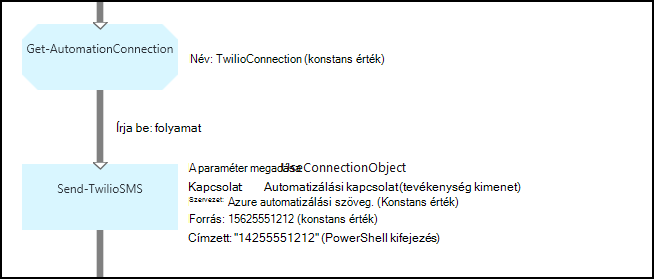 Get-AutomationConnection
Név: TwilioConnection (konstans érték)
Írja be: folyamat
Send-TwilioSMS
A paraméter megadása UseConnectionObject
Kapcsolat Automatizálási kapcsolat (tevékenység kimenet)
Szervezet: Azure automatizálási szöveg. (Konstans érték)
Forrás: 15625551212 (konstans érték)
Címzett: "14255551212" (PowerShell kifejezés)